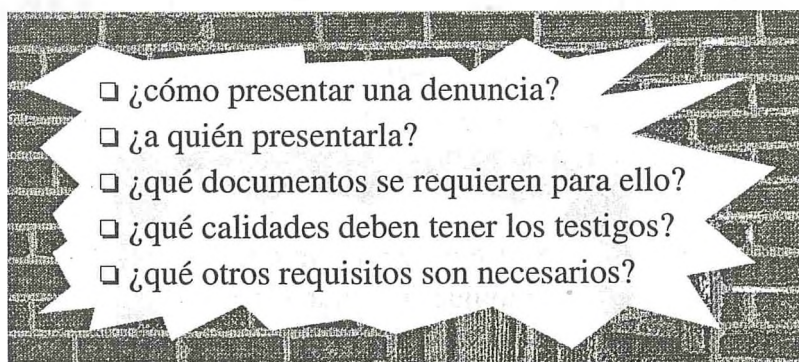 ❑ ¿cómo presentar una denuncia?
❑ ¿a quién presentarla?
❑ ¿qué documentos se requieren para ello?
❑ ¿qué calidades deben tener los testigos?
❑ ¿qué otros requisitos son necesarios?